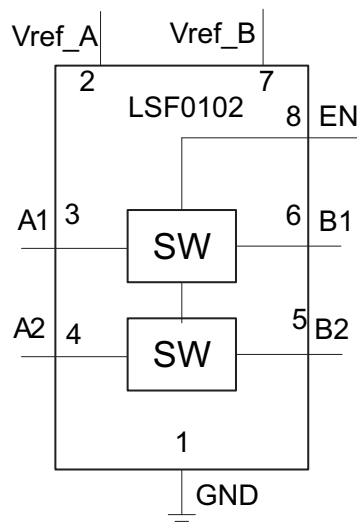 Vref_A Vref_B
2 7
LSF0102
8 EN
A1 3 SW 6 B1
A2 4 SW 5 B2
1
GND